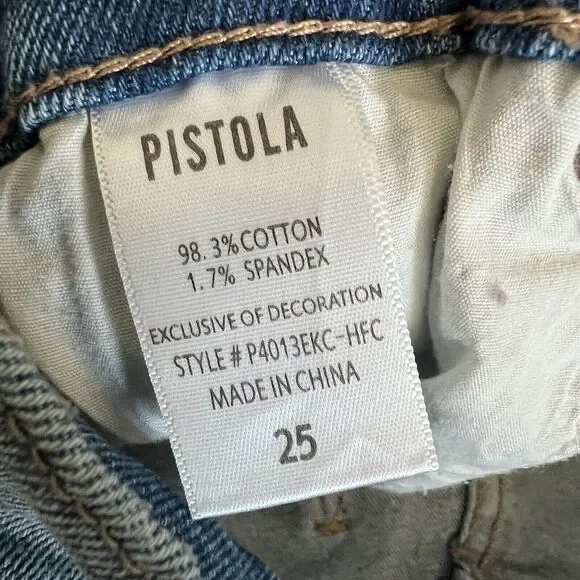 PISTOLA
98.3% COTTON
1.7% SPANDEX
EXCLUSIVE OF DECORATION
STYLE # P4013EKC-HFC
MADE IN CHINA
25